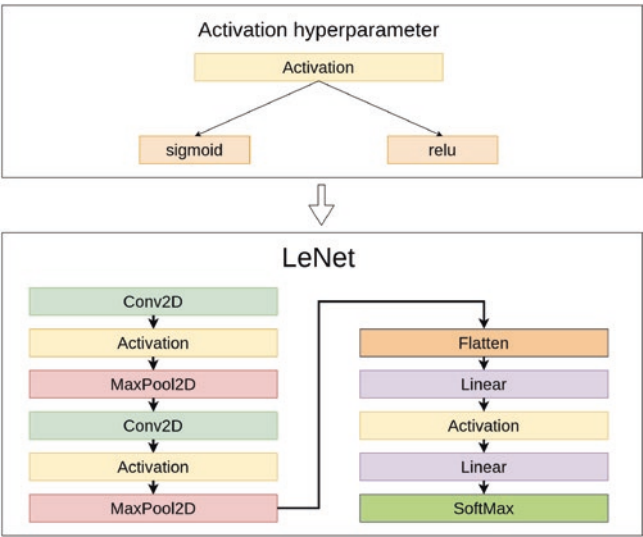 Activation hyperparameter
Activation
sigmoid
relu
LeNet
Conv2D
Activation
MaxPool2D
Conv2D
Activation
MaxPool2D
Flatten
Linear
Activation
Linear
SoftMax